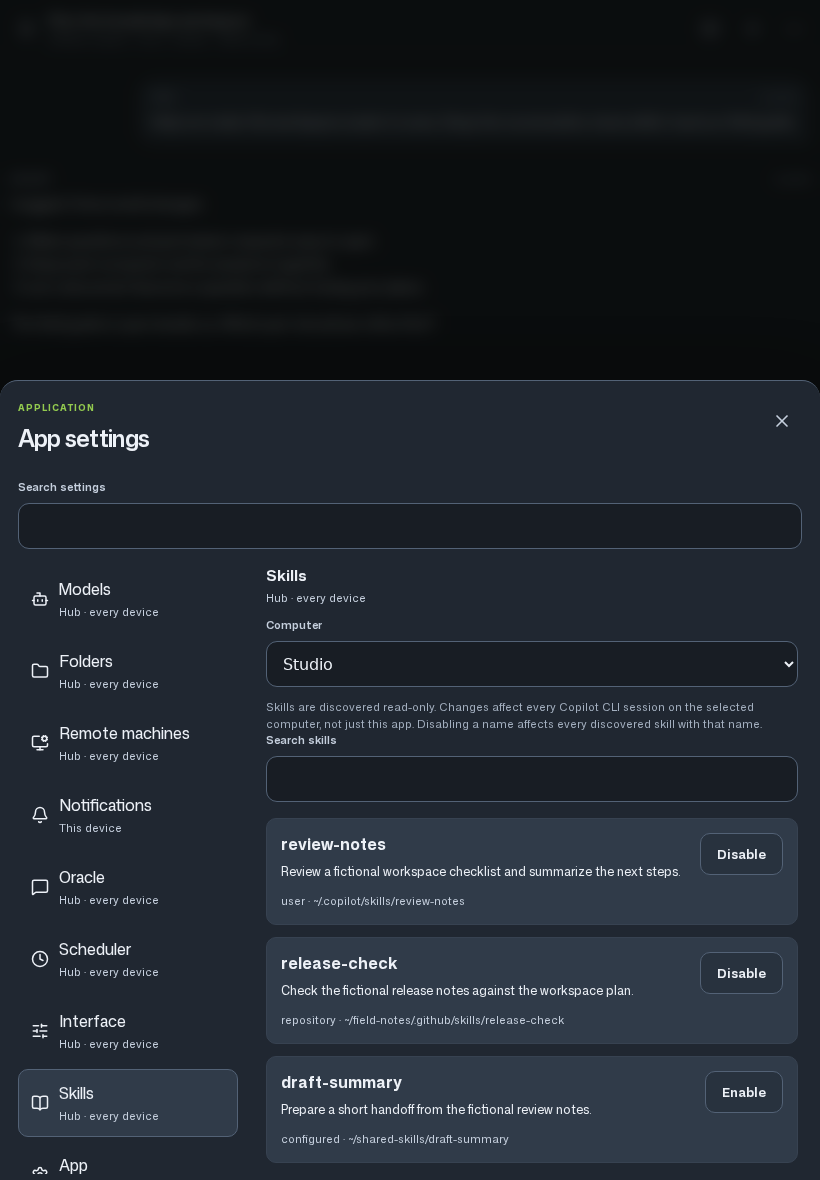 APPLICATION
App settings
Search settings
Models
Hub · every device
Folders
Hub · every device
Remote machines
Hub · every device
Notifications
This device
Oracle
Hub · every device
Scheduler
Hub · every device
Interface
Hub · every device
Skills
Hub · every device
App
Skills
Hub · every device
Computer
Studio
Skills are discovered read-only. Changes affect every Copilot CLI session on the selected
computer, not just this app. Disabling a name affects every discovered skill with that name.
Search skills
review-notes
Disable
Review a fictional workspace checklist and summarize the next steps.
user · ~/.copilot/skills/review-notes
release-check
Disable
Check the fictional release notes against the workspace plan.
repository · ~/field-notes/.github/skills/release-check
draft-summary
Enable
Prepare a short handoff from the fictional review notes.
configured · ~/shared-skills/draft-summary